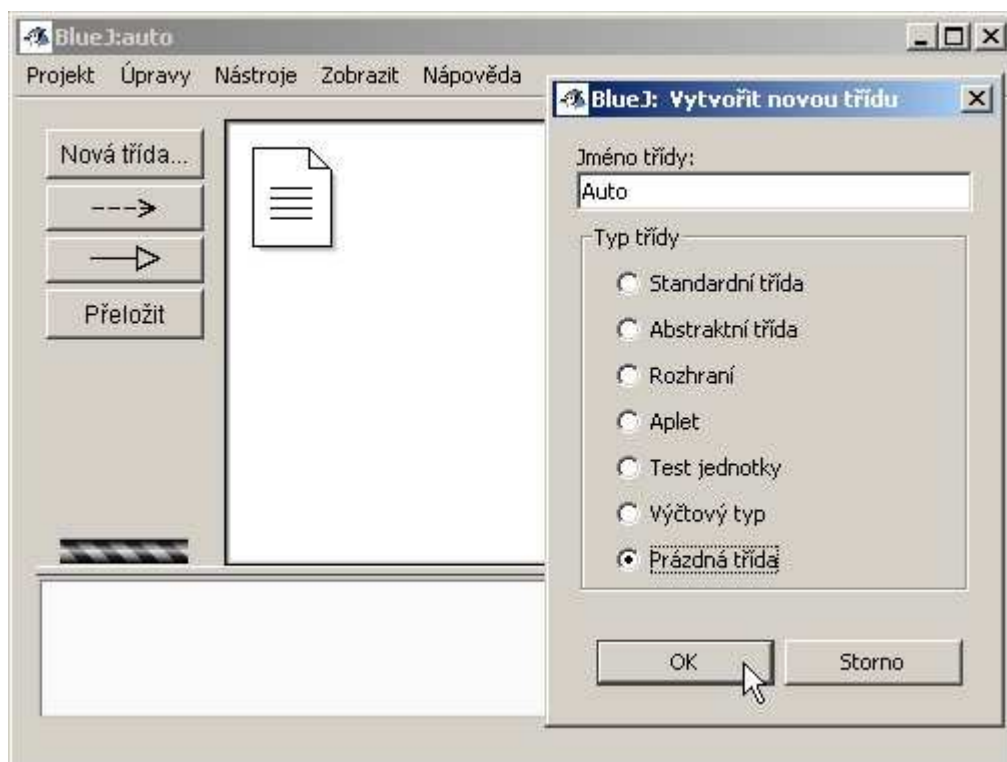 BlueJ:auto
Projekt Úpravy Nástroje Zobrazit Nápověda
BlueJ: Vytvořit novou třídu
Nová třída...
Přeložit
Jméno třídy:
Auto
Typ třídy
Standardní třída
Abstraktní třída
Rozhraní
Aplet
Test jednotky
Výčtový typ
Prázdná třída
OK Storno